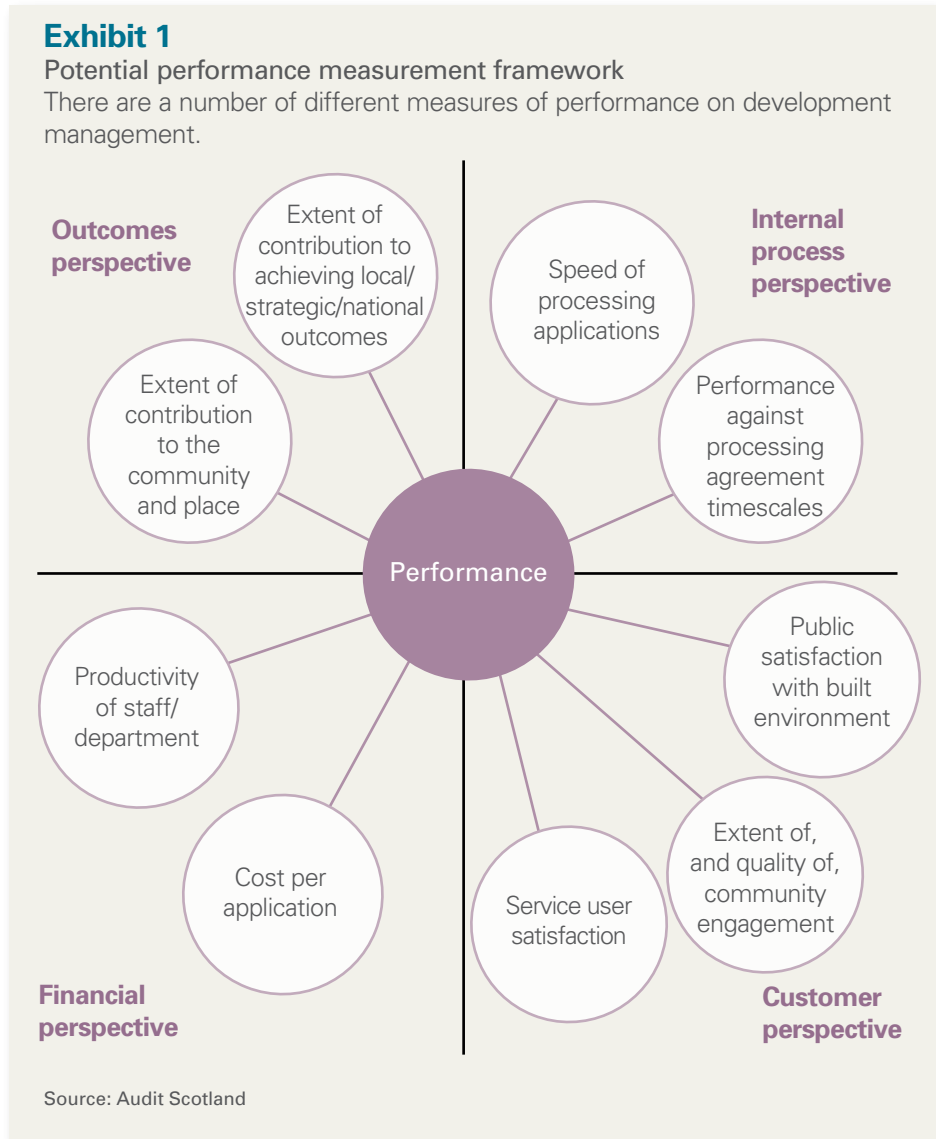 Exhibit 1
Potential performance measurement framework
There are a number of different measures of performance on development
management.
Outcomes
perspective
Extent of
contribution to
achieving local/
strategic/national
outcomes
Extent of
contribution
to the
community
and place
Internal
process
perspective
Speed of
processing
applications
Performance
against
processing
agreement
timescales
Performance
Productivity
of staff/
department
Cost per
application
Financial
perspective
Public
satisfaction
with built
environment
Extent of,
and quality of,
community
engagement
Service user
satisfaction
Customer
perspective
Source: Audit Scotland